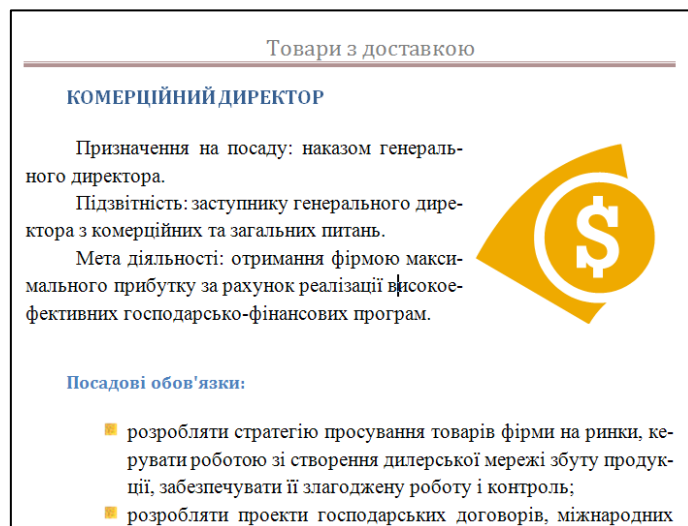 Товари з доставкою
КОМЕРЦІЙНИЙ ДИРЕКТОР
Призначення на посаду: наказом генераль-
ного директора.
Підзвітність: заступнику генерального дире-
ктора з комерційних та загальних питань.
Мета діяльності: отримання фірмою макси-
мального прибутку за рахунок реалізації високое-
фективних господарсько-фінансових програм.
$
Посадові обов'язки:
розробляти стратегію просування товарів фірми на ринки, ке-
рувати роботою зі створення дилерської мережі збуту продук-
ції, забезпечувати її злагоджену роботу і контроль;
розробляти проекти господарських договорів, міжнародних